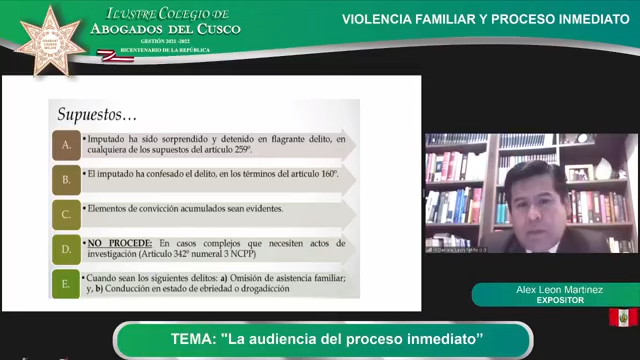 ILUSTRE COLEGIO DE
ABOGADOS DEL CUSCO
GESTIÓN 2021 -2022
BICENTENARIO DE LA REPÚBLICA
VIOLENCIA FAMILIAR Y PROCESO INMEDIATO
Supuestos…
A.
•Imputado ha sido sorprendido y detenido en flagrante delito, en
cualquiera de los supuestos del artículo 259º.
B.
•El imputado ha confesado el delito, en los términos del artículo 160º.
C.
•Elementos de convicción acumulados sean evidentes.
D.
•NO PROCEDE: En casos complejos que necesiten actos de
investigación (Artículo 342º numeral 3 NCPP)
E.
•Cuando sean los siguientes delitos: a) Omisión de asistencia familiar;
y, b) Conducción en estado de ebriedad o drogadicción
Alex Leon Martinez
EXPOSITOR
TEMA: "La audiencia del proceso inmediato”